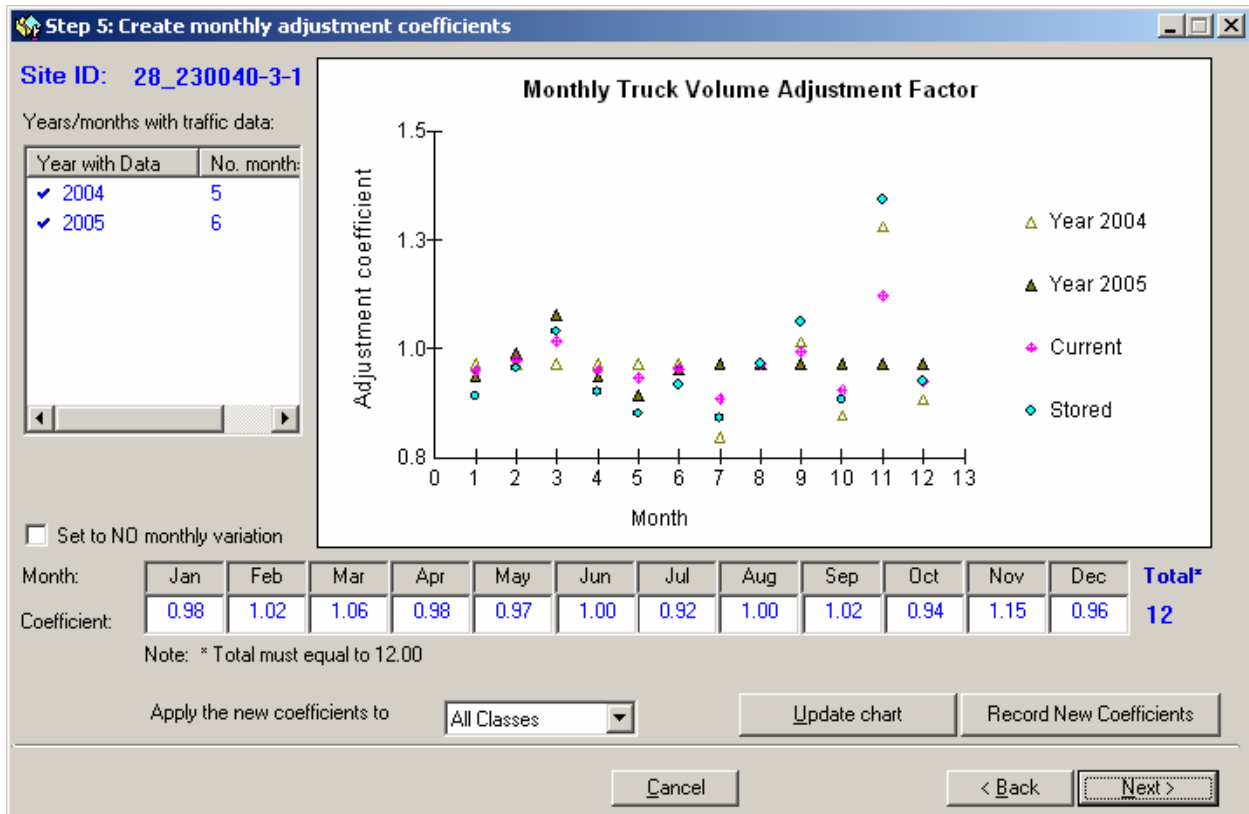 Step 5: Create monthly adjustment coefficients
Site ID: 28_230040-3-1
Years/months with traffic data:
Year with Data No. month
2004 5
2005 6
Monthly Truck Volume Adjustment Factor
Adjustment coefficient
1.5
1.3
1.0
0.8
0 1 2 3 4 5 6 7 8 9 10 11 12 13
Month
Year 2004
Year 2005
Current
Stored
Set to NO monthly variation
Month: Jan Feb Mar Apr May Jun Jul Aug Sep Oct Nov Dec Total*
Coefficient: 0.98 1.02 1.06 0.98 0.97 1.00 0.92 1.00 1.02 0.94 1.15 0.96 12
Note: * Total must equal to 12.00
Apply the new coefficients to All Classes Update chart Record New Coefficients
Cancel < Back Next >